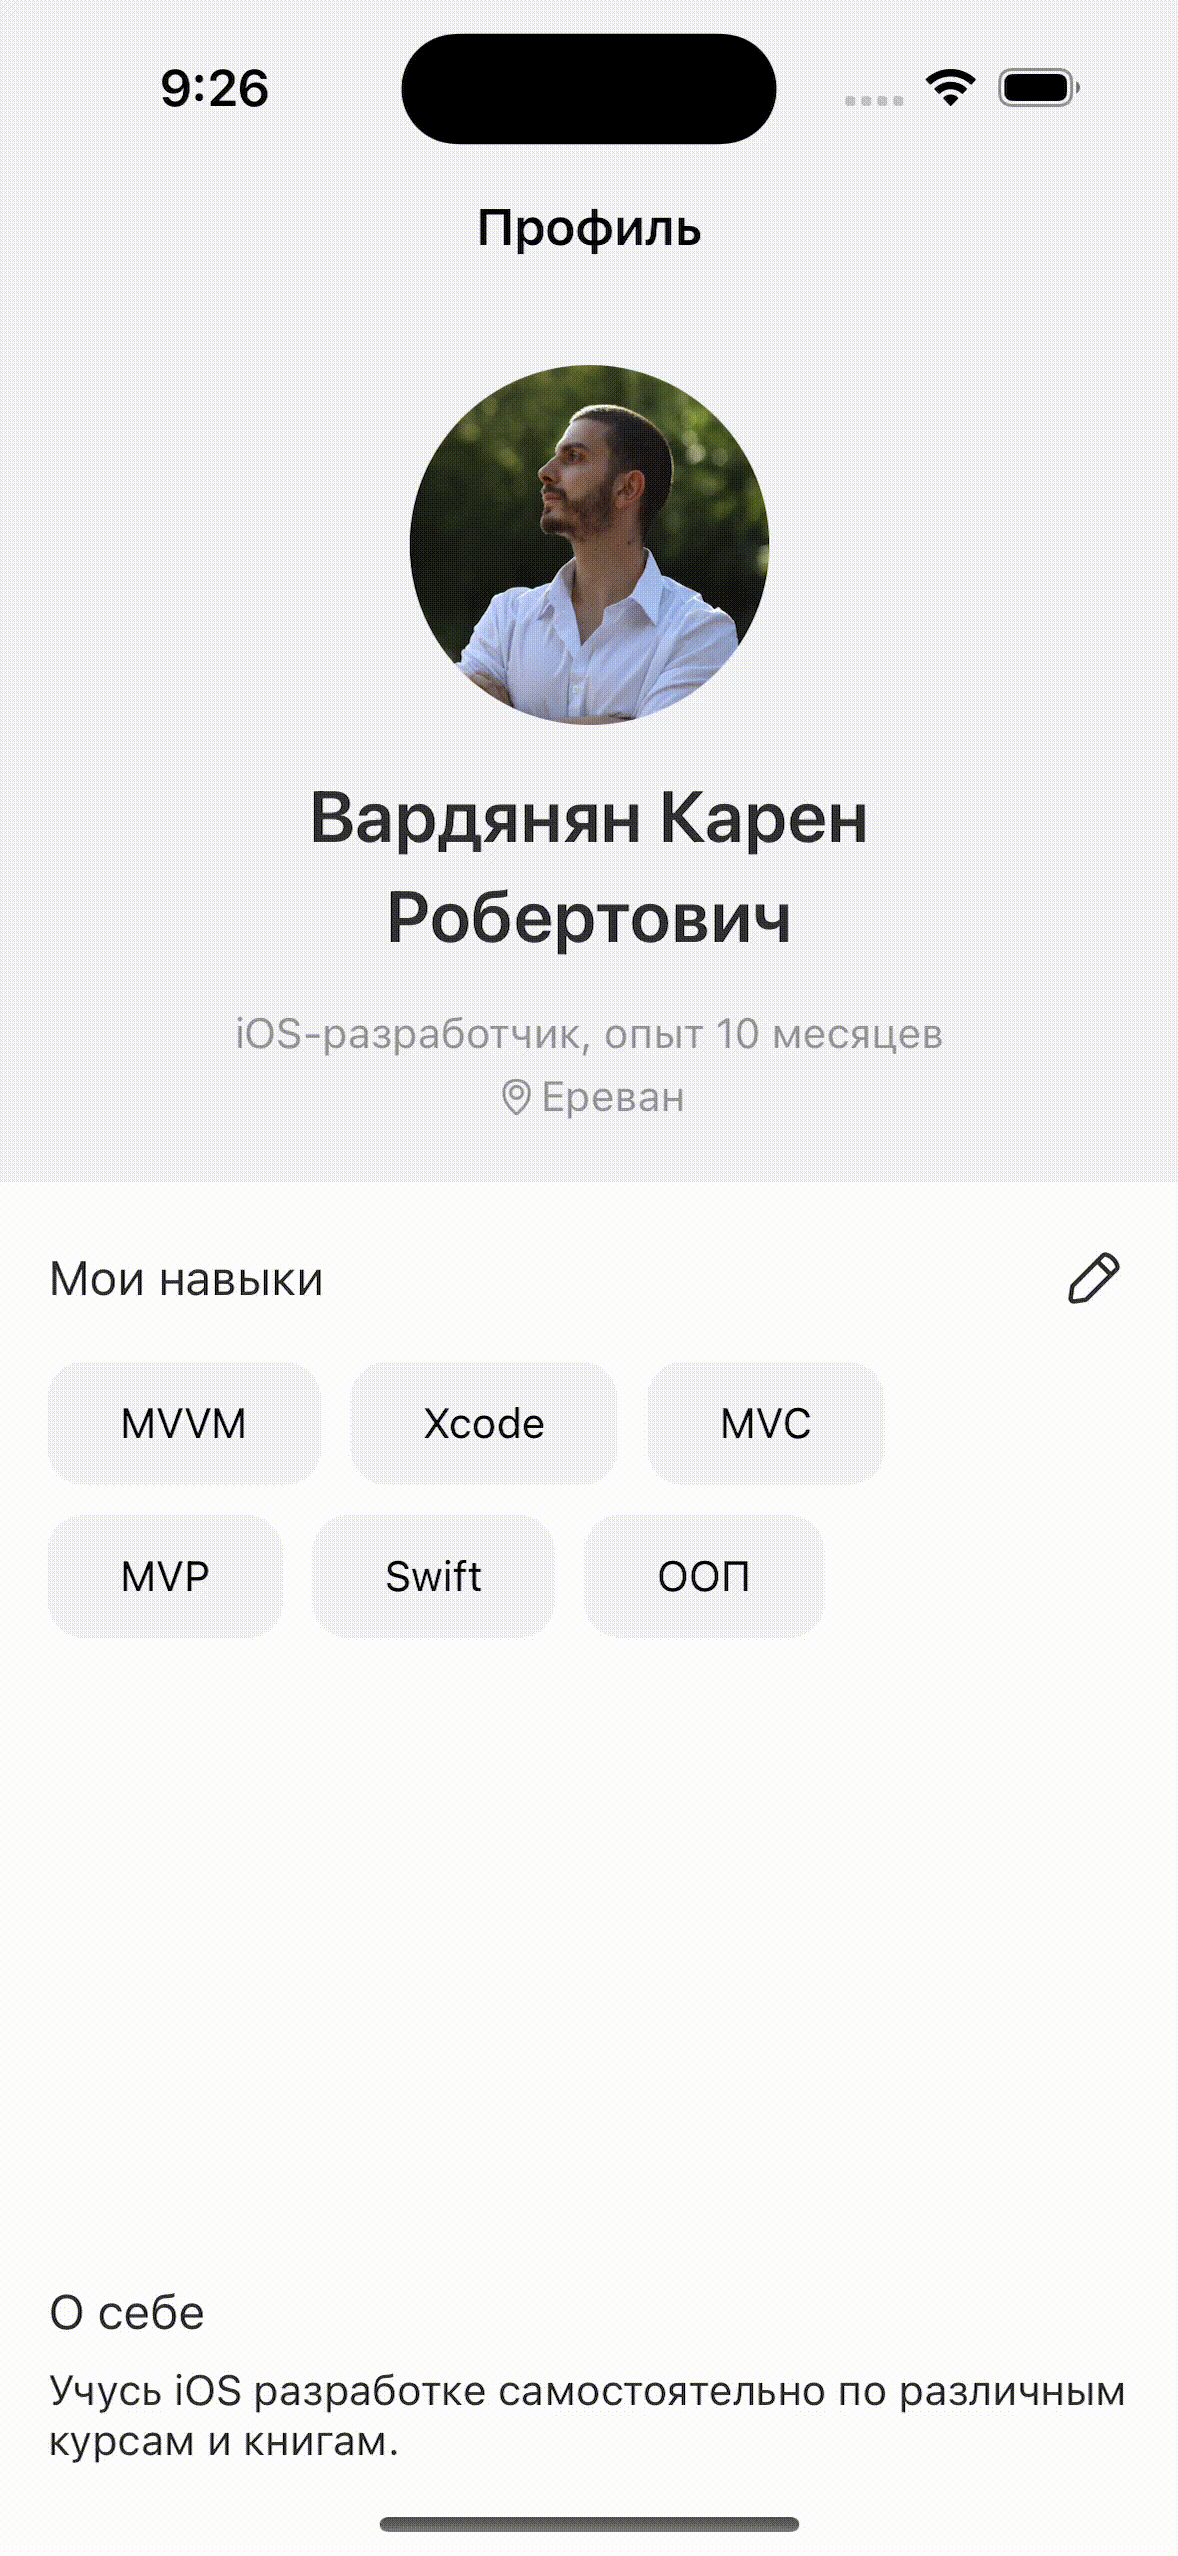 9:26
Профиль
Вардянян Карен
Робертович
iOS-разработчик, опыт 10 месяцев
Ереван
Мои навыки
MVVM
Xcode
MVC
MVP
Swift
ООП
О себе
Учусь iOS разработке самостоятельно по различным
курсам и книгам.